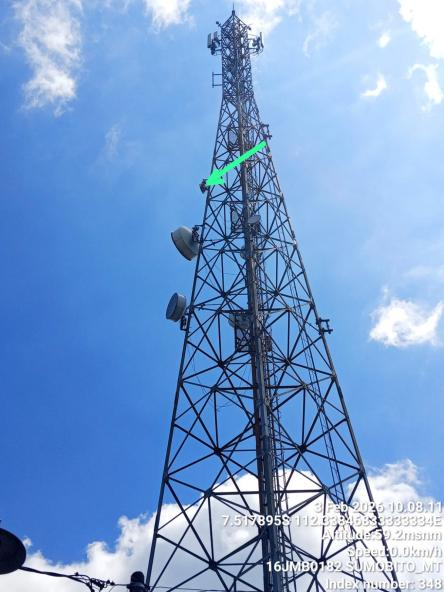 3 Feb 2026 10.08.11
7.517895S 112.33845833333334E
Altitude:59.2msnm
Speed:0.0km/h
16JMB0182_SUMOBITO_MT
Index number: 348